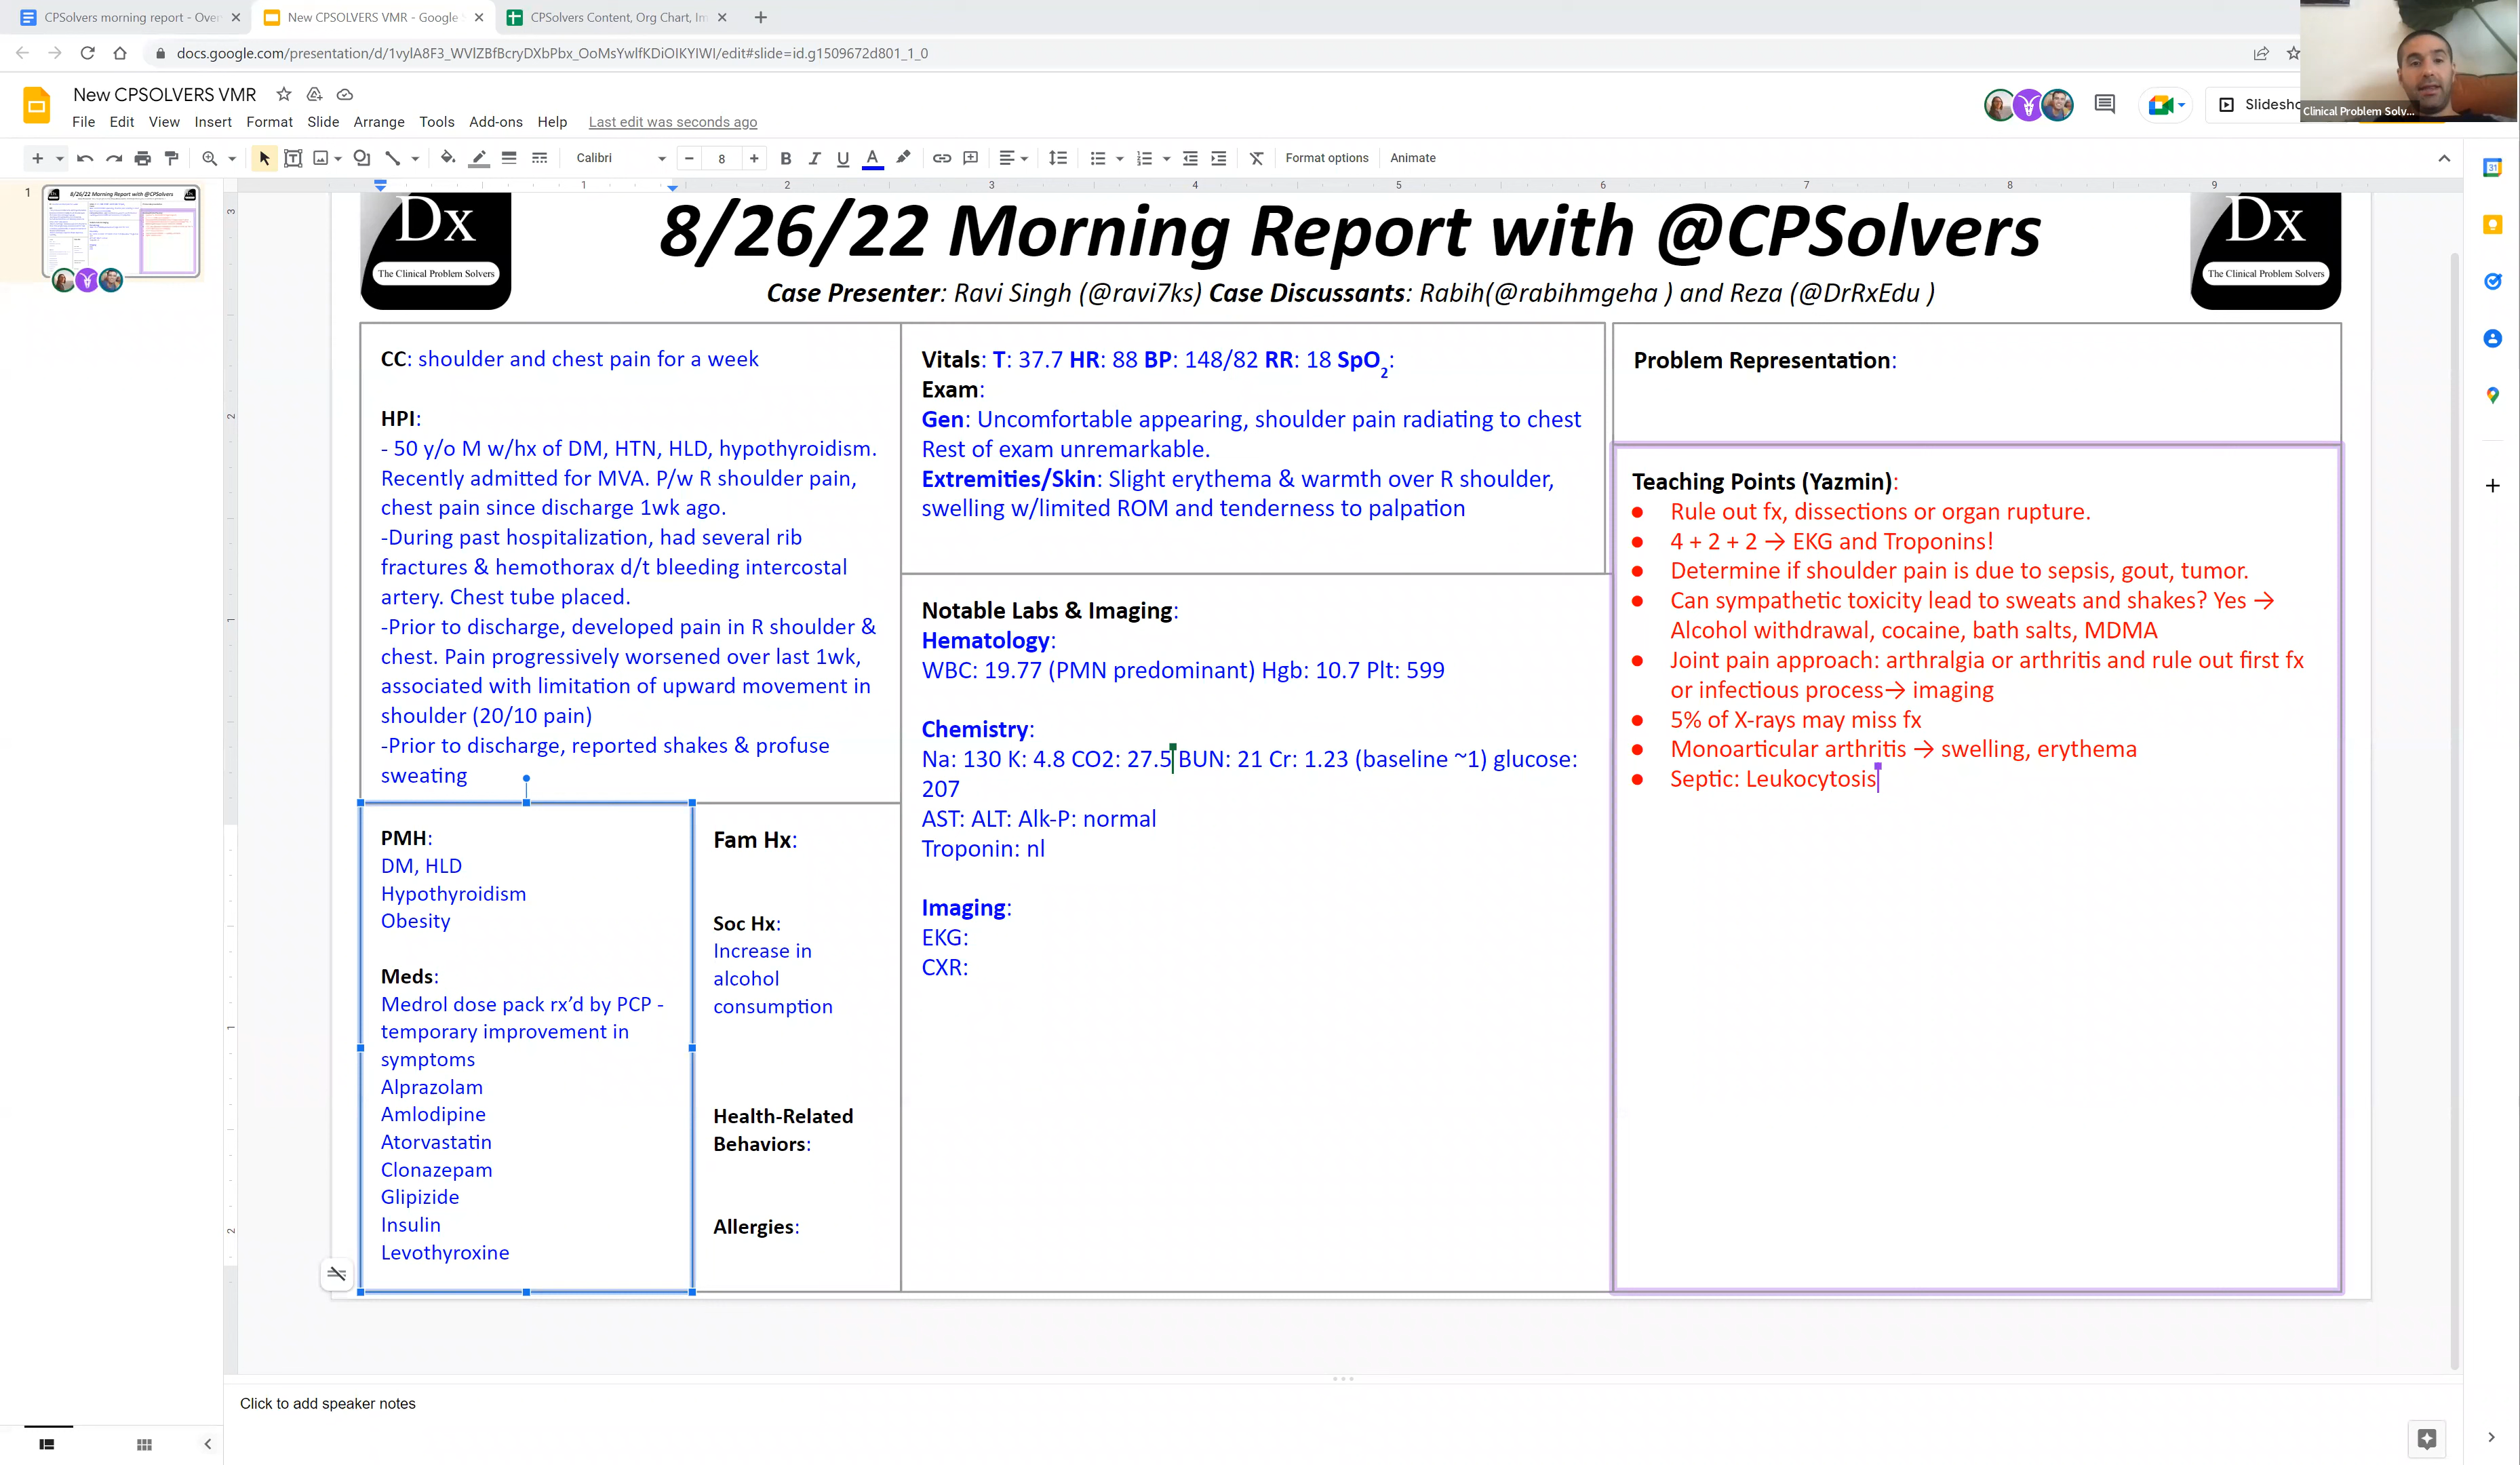 CPSolvers morning report - Over
New CPSOLVERS VMR - Google S
CPSolvers Content, Org Chart, Im
docs.google.com/presentation/d/1vylA8F3_WVlZBfBcryDXbPbx_OoMsYwlfKDiOIKYIWI/edit#slide=id.g1509672d801_1_0
New CPSOLVERS VMR
File Edit View Insert Format Slide Arrange Tools Add-ons Help Last edit was seconds ago
Slidesho
Clinical Problem Solv...
Calibri
8
Format options
Animate
1
8/26/22 Morning Report with @CPSolvers
Case Presenter: Ravi Singh (@ravi7ks) Case Discussants: Rabih(@rabihmgeha ) and Reza (@DrRxEdu )
Dx
The Clinical Problem Solvers
Dx
The Clinical Problem Solvers
CC: shoulder and chest pain for a week
HPI:
- 50 y/o M w/hx of DM, HTN, HLD, hypothyroidism.
Recently admitted for MVA. P/w R shoulder pain,
chest pain since discharge 1wk ago.
-During past hospitalization, had several rib
fractures & hemothorax d/t bleeding intercostal
artery. Chest tube placed.
-Prior to discharge, developed pain in R shoulder &
chest. Pain progressively worsened over last 1wk,
associated with limitation of upward movement in
shoulder (20/10 pain)
-Prior to discharge, reported shakes & profuse
sweating
PMH:
DM, HLD
Hypothyroidism
Obesity
Meds:
Medrol dose pack rx'd by PCP -
temporary improvement in
symptoms
Alprazolam
Amlodipine
Atorvastatin
Clonazepam
Glipizide
Insulin
Levothyroxine
Fam Hx:
Soc Hx:
Increase in
alcohol
consumption
Health-Related
Behaviors:
Allergies:
Vitals: T: 37.7 HR: 88 BP: 148/82 RR: 18 SpO2:
Exam:
Gen: Uncomfortable appearing, shoulder pain radiating to chest
Rest of exam unremarkable.
Extremities/Skin: Slight erythema & warmth over R shoulder,
swelling w/limited ROM and tenderness to palpation
Notable Labs & Imaging:
Hematology:
WBC: 19.77 (PMN predominant) Hgb: 10.7 Plt: 599
Chemistry:
Na: 130 K: 4.8 CO2: 27.5 BUN: 21 Cr: 1.23 (baseline ~1) glucose:
207
AST: ALT: Alk-P: normal
Troponin: nl
Imaging:
EKG:
CXR:
Problem Representation:
Teaching Points (Yazmin):
● Rule out fx, dissections or organ rupture.
● 4 + 2 + 2 → EKG and Troponins!
● Determine if shoulder pain is due to sepsis, gout, tumor.
● Can sympathetic toxicity lead to sweats and shakes? Yes →
Alcohol withdrawal, cocaine, bath salts, MDMA
● Joint pain approach: arthralgia or arthritis and rule out first fx
or infectious process→ imaging
● 5% of X-rays may miss fx
● Monoarticular arthritis → swelling, erythema
● Septic: Leukocytosis
Click to add speaker notes